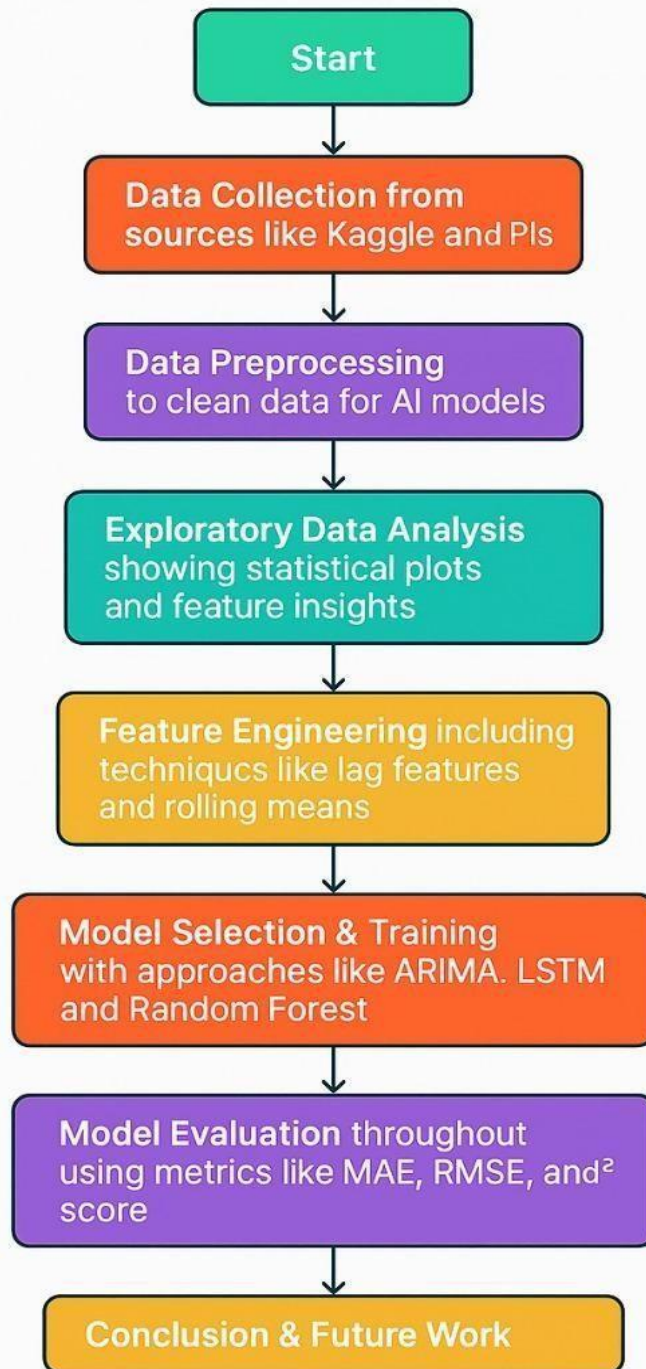 Start
Data Collection from
sources like Kaggle and PIs
Data Preprocessing
to clean data for AI models
Exploratory Data Analysis
showing statistical plots
and feature insights
Feature Engineering including
techniqucs like lag features
and rolling means
Model Selection & Training
with approaches like ARIMA. LSTM
and Random Forest
Model Evaluation throughout
using metrics like MAE, RMSE, and²
score
Conclusion & Future Work